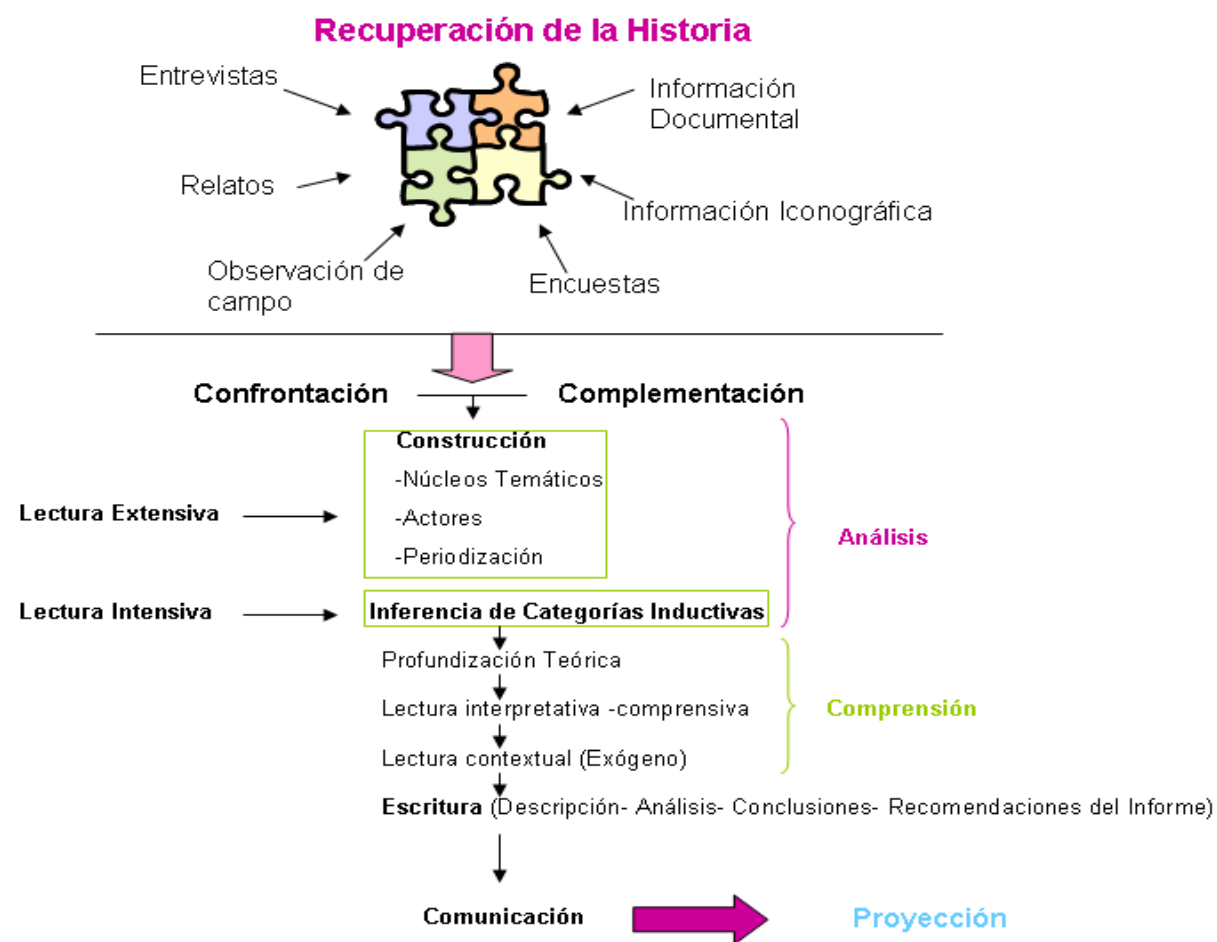 Recuperación de la Historia
Entrevistas
Información
Documental
Relatos
Información Iconográfica
Observación de
campo
Encuestas
Confrontación
Complementación
Construcción
-Núcleos Temáticos
Lectura Extensiva
-Actores
-Periodización
Análisis
Lectura Intensiva
Inferencia de Categorías Inductivas
Profundización Teórica
Lectura interpretativa -comprensiva
Comprensión
Lectura contextual (Exógeno)
Escritura (Descripción- Análisis- Conclusiones- Recomendaciones del Informe)
Comunicación
Proyección